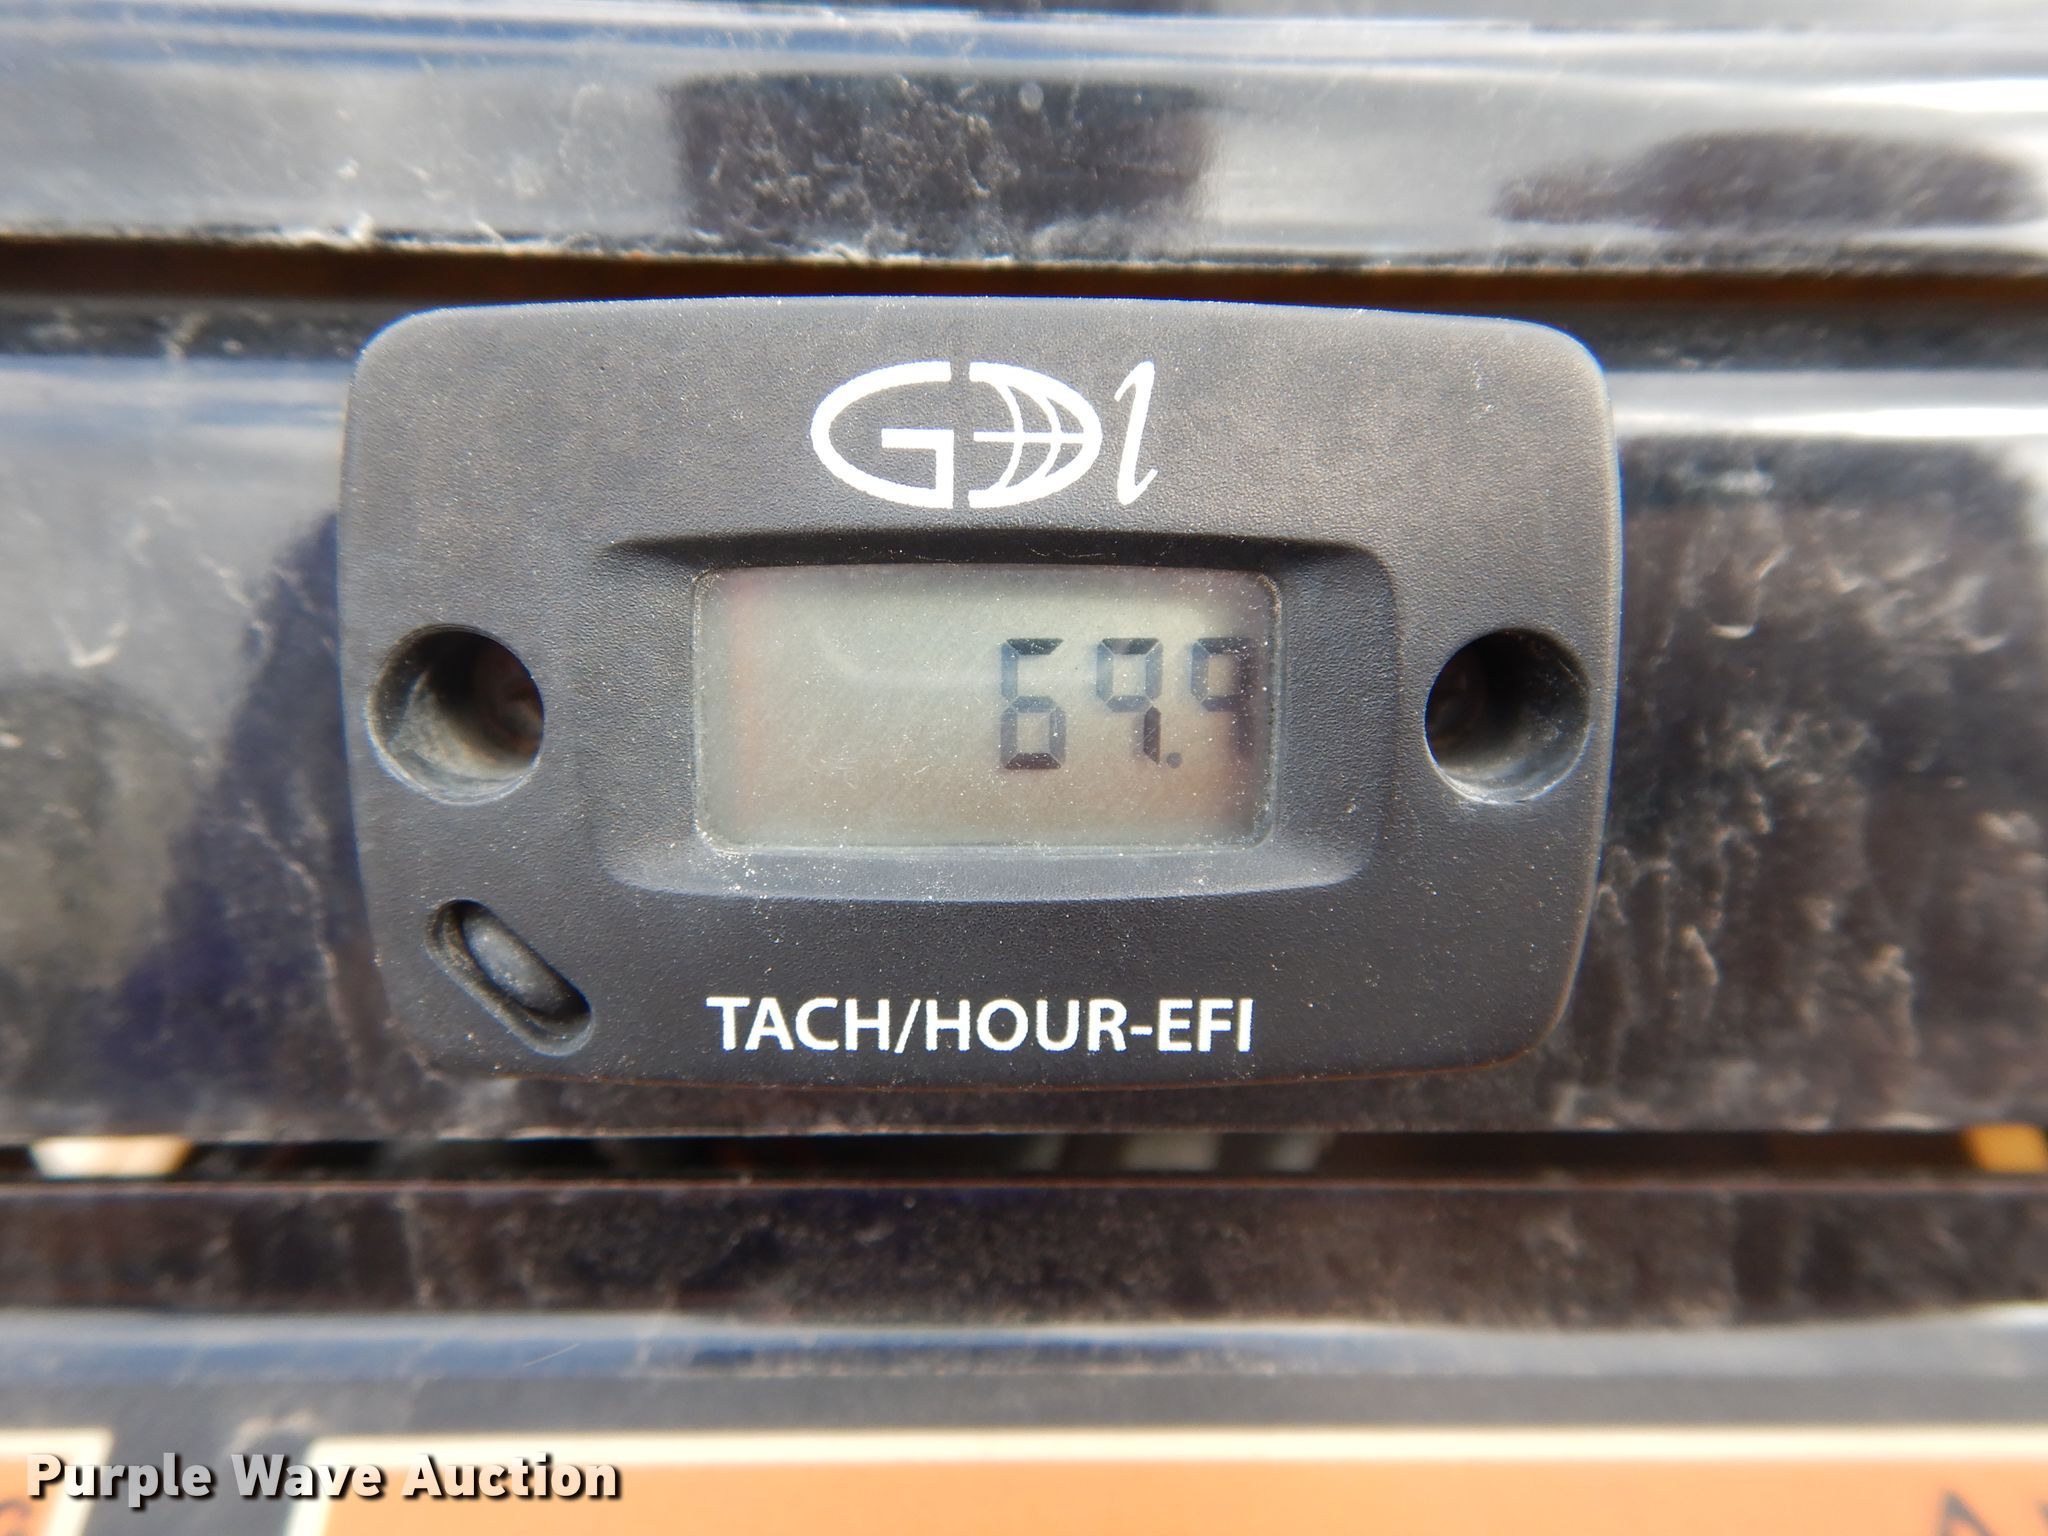 GDI
69.9
TACH/HOUR-EFI
Purple Wave Auction